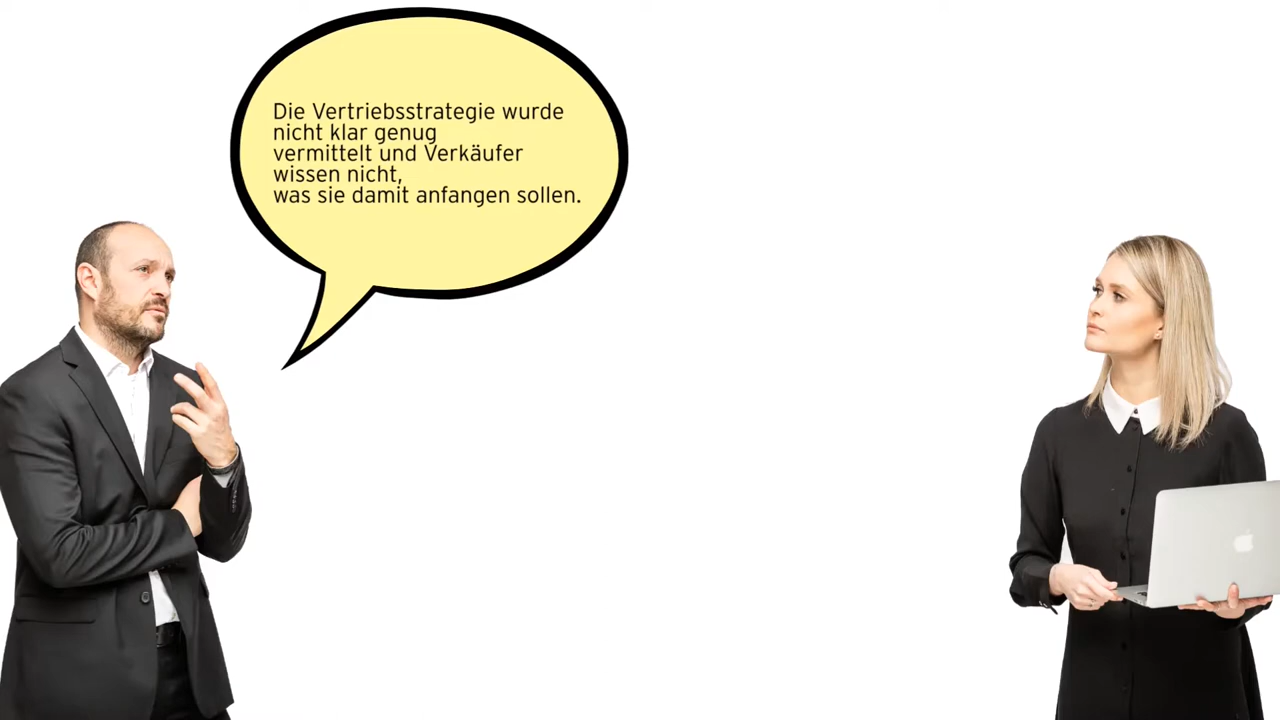 Die Vertriebsstrategie wurde
nicht klar genug
vermittelt und Verkäufer
wissen nicht,
was sie damit anfangen sollen.